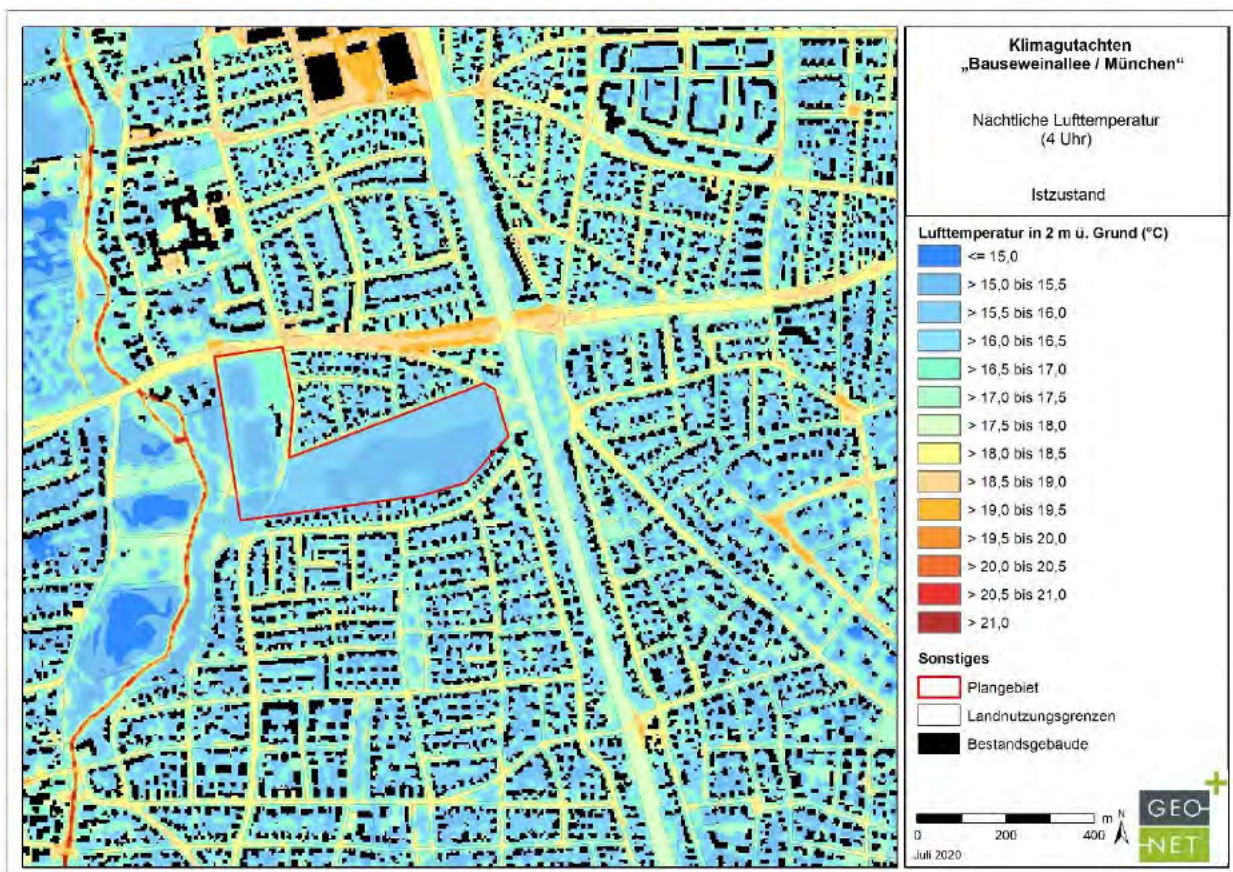 Klimagutachten
„Bauseweinallee / München“
Nächtliche Lufttemperatur
(4 Uhr)
Istzustand
Lufttemperatur in 2 m ü. Grund (°C)
<= 15,0
> 15,0 bis 15,5
> 15,5 bis 16,0
> 16,0 bis 16,5
> 16,5 bis 17,0
> 17,0 bis 17,5
> 17,5 bis 18,0
> 18,0 bis 18,5
> 18,5 bis 19,0
> 19,0 bis 19,5
> 19,5 bis 20,0
> 20,0 bis 20,5
> 20,5 bis 21,0
> 21,0
Sonstiges
Plangebiet
Landnutzungsgrenzen
Bestandsgebäude
m N
0 200 400
Juli 2020
GEO
NET